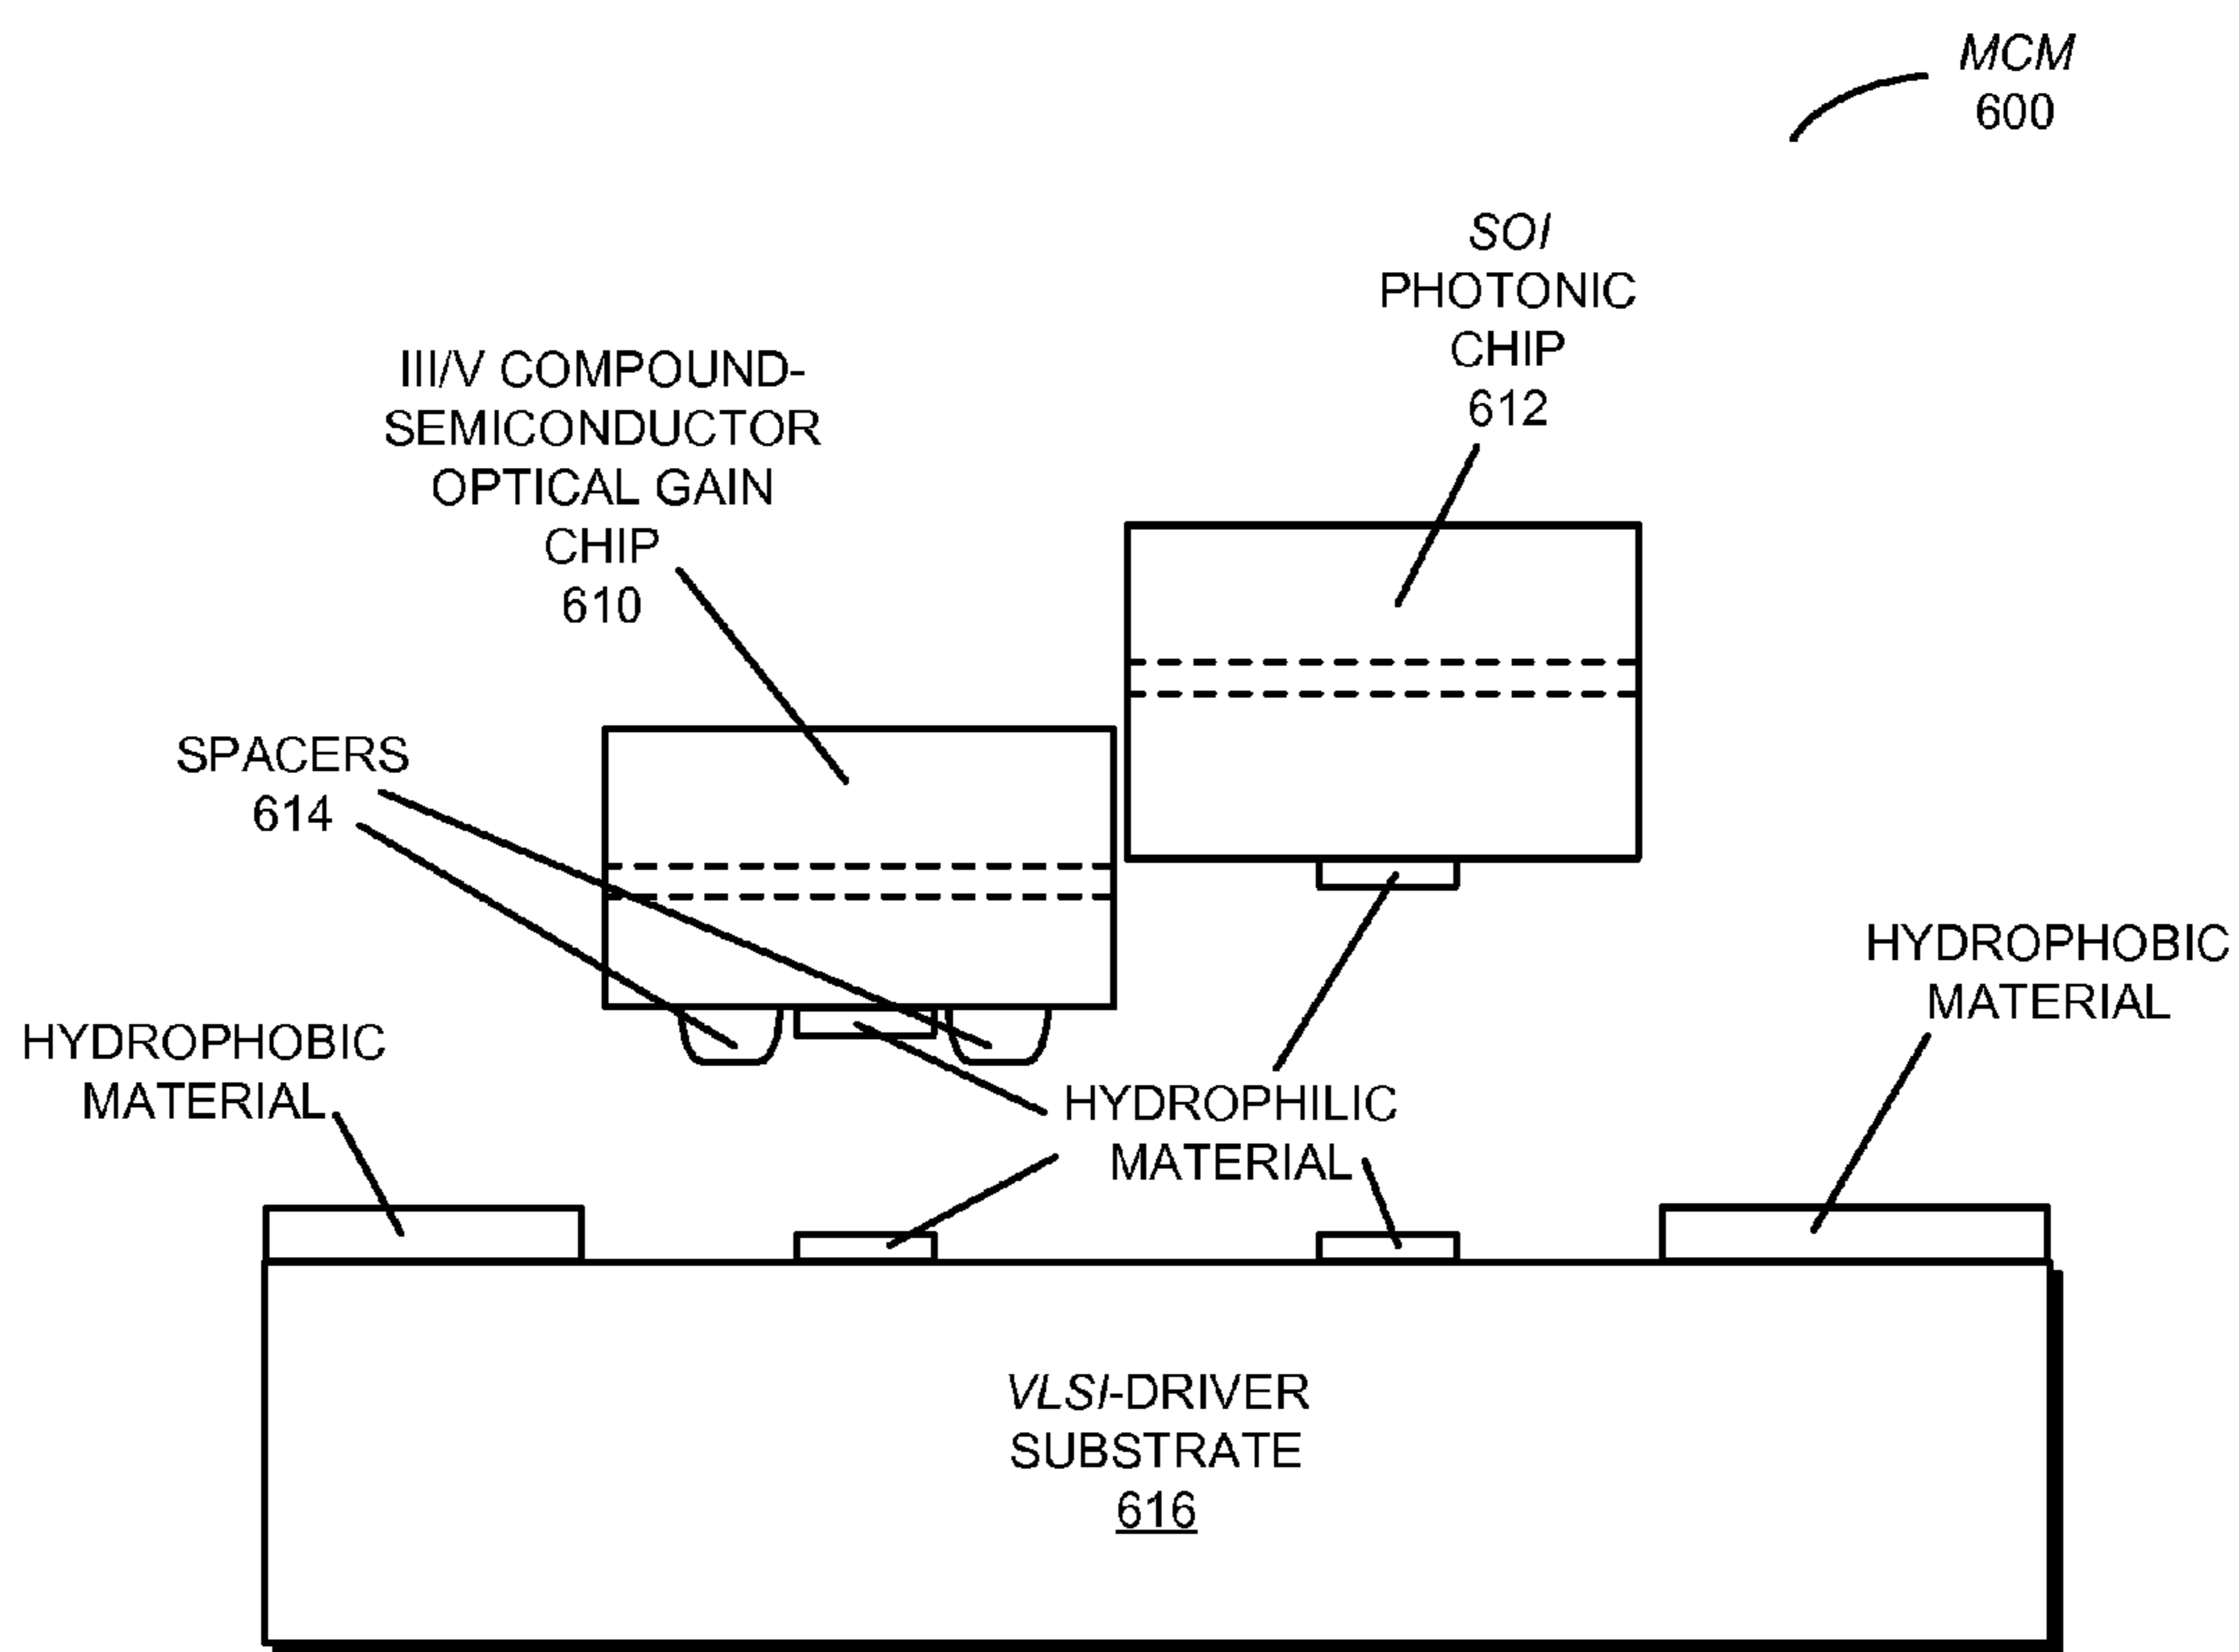 MCM
600
SOI
PHOTONIC
CHIP
612
III/V COMPOUND-
SEMICONDUCTOR
OPTICAL GAIN
CHIP
610
SPACERS
614
HYDROPHOBIC
MATERIAL
HYDROPHOBIC
MATERIAL
HYDROPHILIC
MATERIAL
VLSI-DRIVER
SUBSTRATE
616